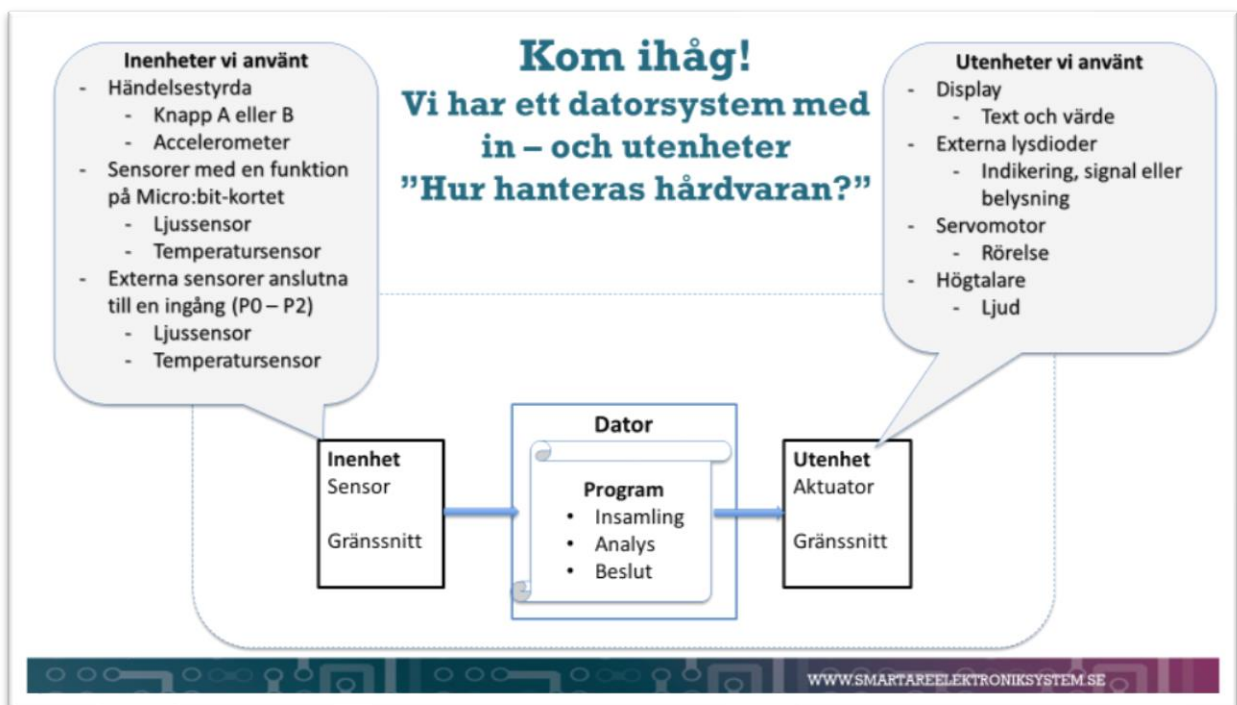 Kom ihåg!
Vi har ett datorsystem med
in – och utenheter
”Hur hanteras hårdvaran?”
Inenheter vi använt
- Händelsestyrda
- Knapp A eller B
- Accelerometer
- Sensorer med en funktion
på Micro:bit-kortet
- Ljussensor
- Temperatursensor
- Externa sensorer anslutna
till en ingång (P0 – P2)
- Ljussensor
- Temperatursensor
Utenheter vi använt
- Display
- Text och värde
- Externa lysdioder
- Indikering, signal eller
belysning
- Servomotor
- Rörelse
- Högtalare
- Ljud
Inenhet
Sensor
Gränssnitt
Dator
Program
• Insamling
• Analys
• Beslut
Utenhet
Aktuator
Gränssnitt
WWW.SMARTAREELEKTRONIKSYSTEM.SE